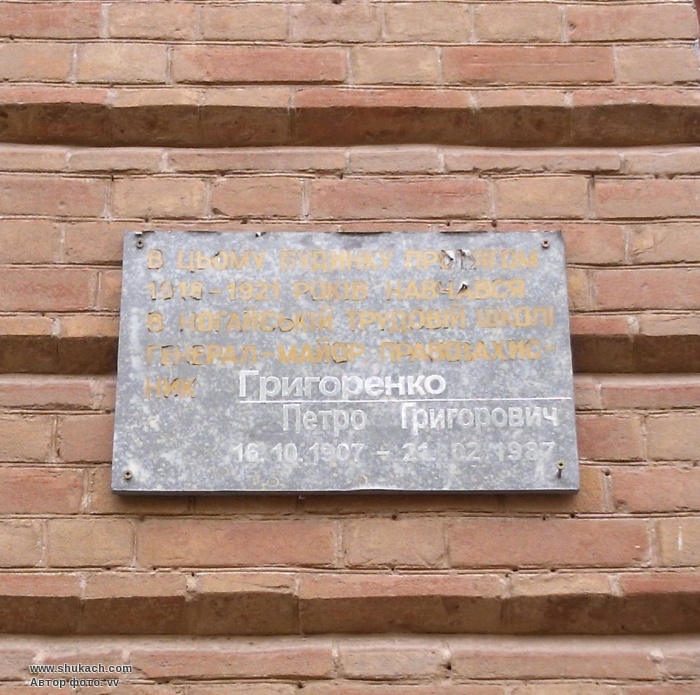 В ЦЬОМУ БУДИНКУ ПРОТЯГОМ
1918-1921 РОКІВ НАВЧАВСЯ
В НОГАЙСЬКІЙ ТРУДОВІЙ ШКОЛІ
ГЕНЕРАЛ-МАЙОР ПРАВОЗАХИС-
НИК Григоренко
Петро Григорович
16.10.1907 - 21.02.1987
www.shukach.com
Автор фото: vv